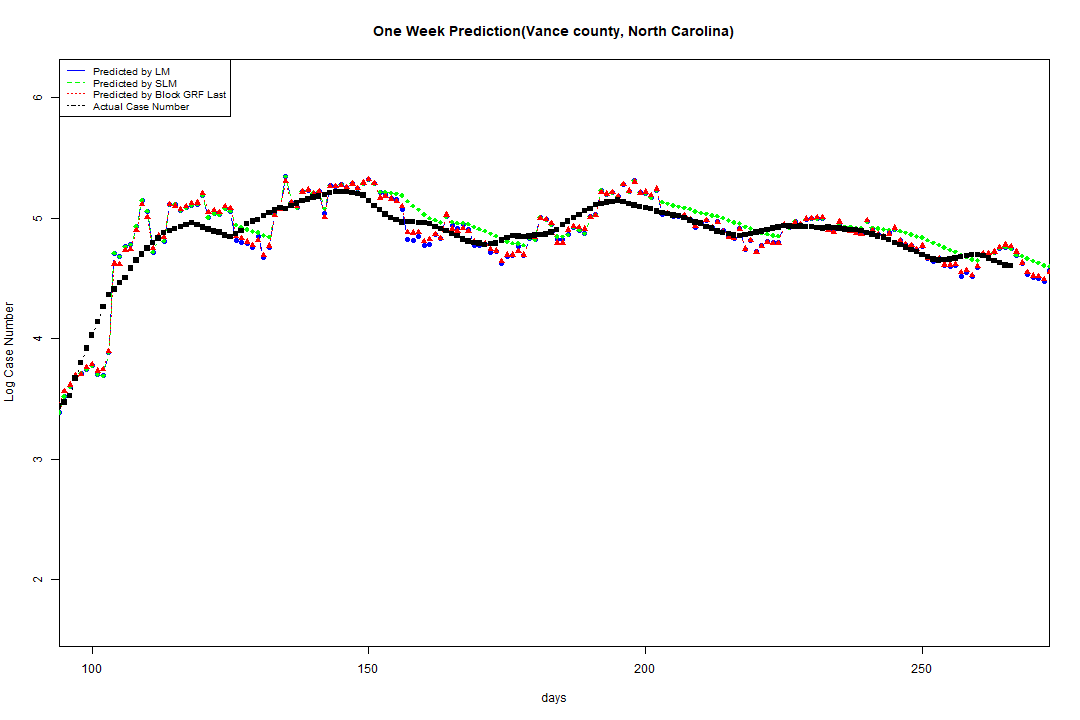 One Week Prediction(Vance county, North Carolina)
Predicted by LM
Predicted by SLM
Predicted by Block GRF Last
Actual Case Number
6
5
4
3
2
Log Case Number
100 150 200 250
days